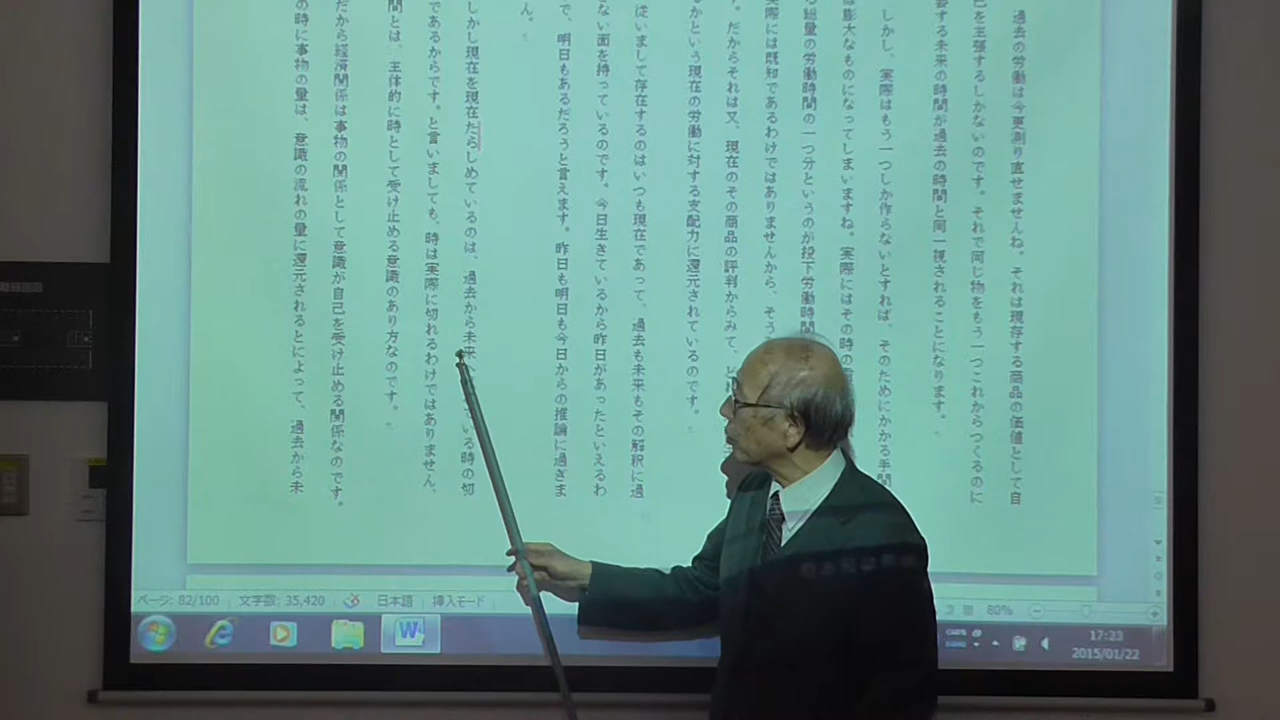 過去の労働は今更測り直せませんね。それは現存する商品の価値として自
己を主張するしかないのです。それで同じ物をもう一つこれからつくるのに
要する未来の時間が過去の時間と同一視されることになります。
しかし、実際はもう一つしか作らないとすれば、そのためにかかる手間
は膨大なものになってしまいますね。実際にはその時の
総量の労働時間の一つ分というのが投下労働時間
実際には既知であるわけではありませんから、そう
。だからそれは又、現在のその商品の評判からみて、
るかという現在の労働に対する支配力に還元されているのです。
従いまして存在するのはいつも現在であって、過去も未来もその解釈に過
ない面を持っているのです。今日生きているから昨日があったといえるわ
で、明日もあるだろうと言えます。昨日も明日も今日からの推論に過ぎま
ん。
しかし現在を現在たらしめているのは、過去から未来
いる時の切
であるからです。と言いましても、時は実際に切れるわけではありません。
間とは、主体的に時として受け止める意識のあり方なのです。
だから経済関係は事物の関係として意識が自己を受け止める関係なのです。
の時に事物の量は、意識の流れの量に還元されるとによって、過去から未
ページ: 82/100 文字数: 35,420 日本語 挿入モード 80%
17:23
2015/01/22